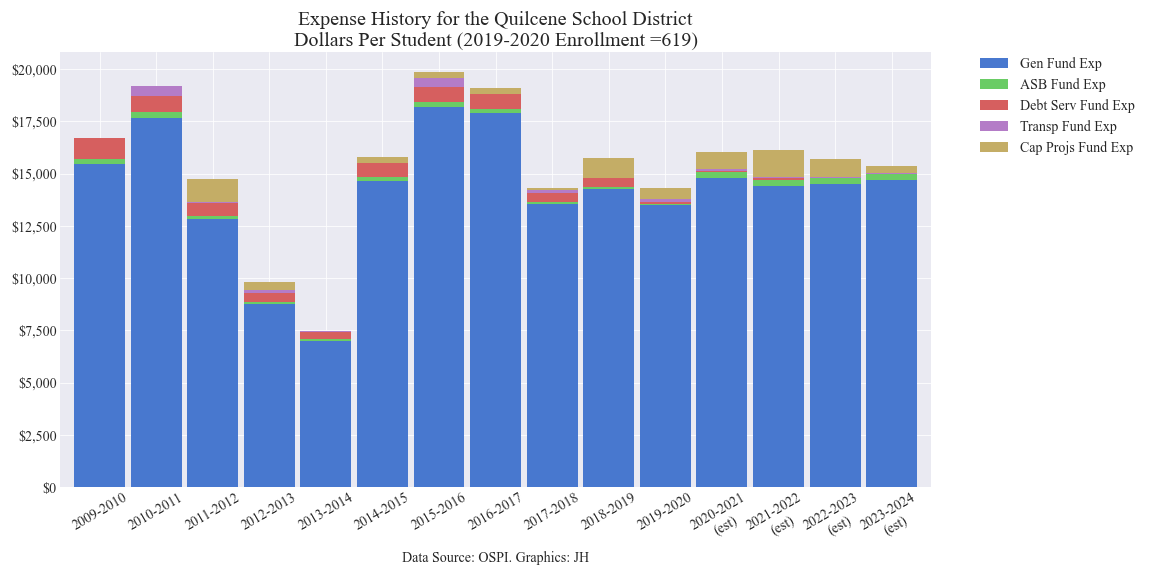 Expense History for the Quilcene School District
Dollars Per Student (2019-2020 Enrollment =619)
$20,000
$17,500
$15,000
$12,500
$10,000
$7,500
$5,000
$2,500
$0
2009-2010
2010-2011
2011-2012
2012-2013
2013-2014
2014-2015
2015-2016
2016-2017
2017-2018
2018-2019
2019-2020
2020-2021
(est)
2021-2022
(est)
2022-2023
(est)
2023-2024
(est)
Data Source: OSPI. Graphics: JH
Gen Fund Exp
ASB Fund Exp
Debt Serv Fund Exp
Transp Fund Exp
Cap Projs Fund Exp